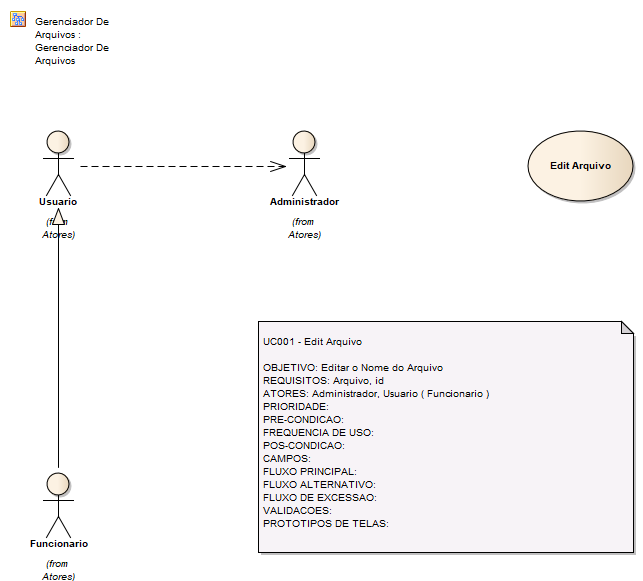 Gerenciador De
Arquivos :
Gerenciador De
Arquivos
Usuario
(from
Atores)
Administrador
(from
Atores)
Edit Arquivo
UC001 - Edit Arquivo
OBJETIVO: Editar o Nome do Arquivo
REQUISITOS: Arquivo, id
ATORES: Administrador, Usuario ( Funcionario )
PRIORIDADE:
PRE-CONDICAO:
FREQUENCIA DE USO:
POS-CONDICAO:
CAMPOS:
FLUXO PRINCIPAL:
FLUXO ALTERNATIVO:
FLUXO DE EXCESSAO:
VALIDACOES:
PROTOTIPOS DE TELAS:
Funcionario
(from
Atores)